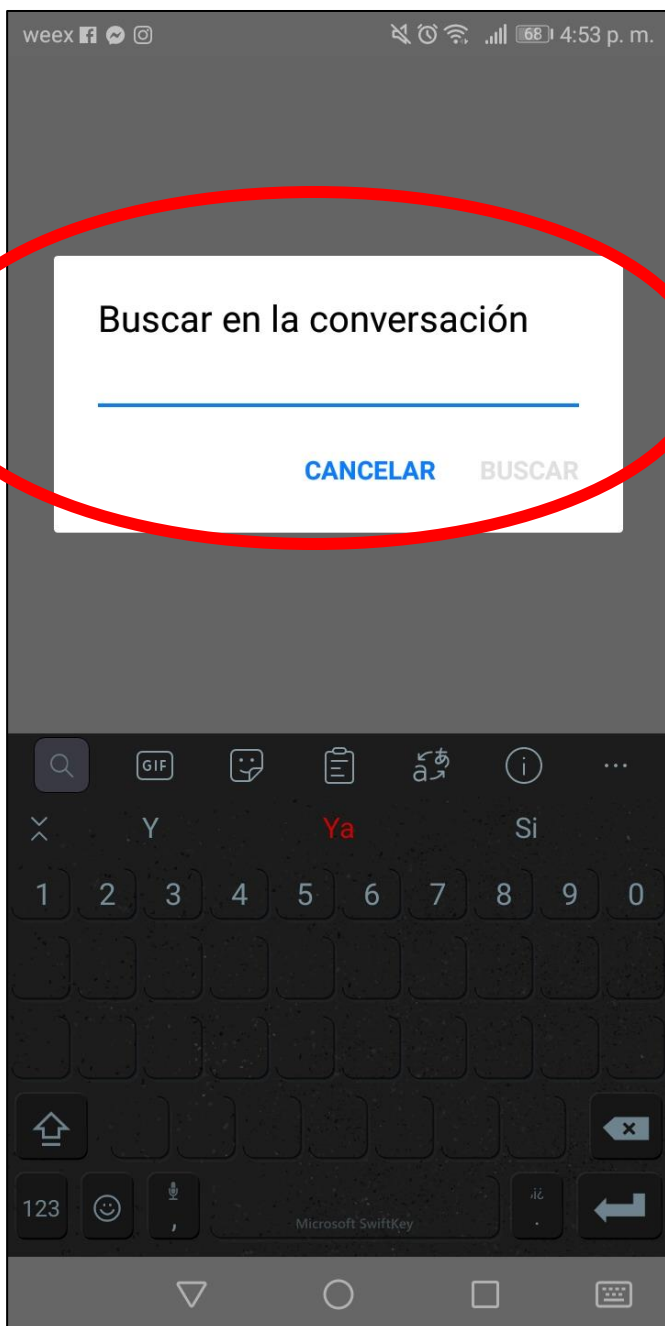 weex 68 4:53 p. m.
Buscar en la conversación
CANCELAR BUSCAR
GIF
Y Ya Si
1 2 3 4 5 6 7 8 9 0
123 , Microsoft SwiftKey .